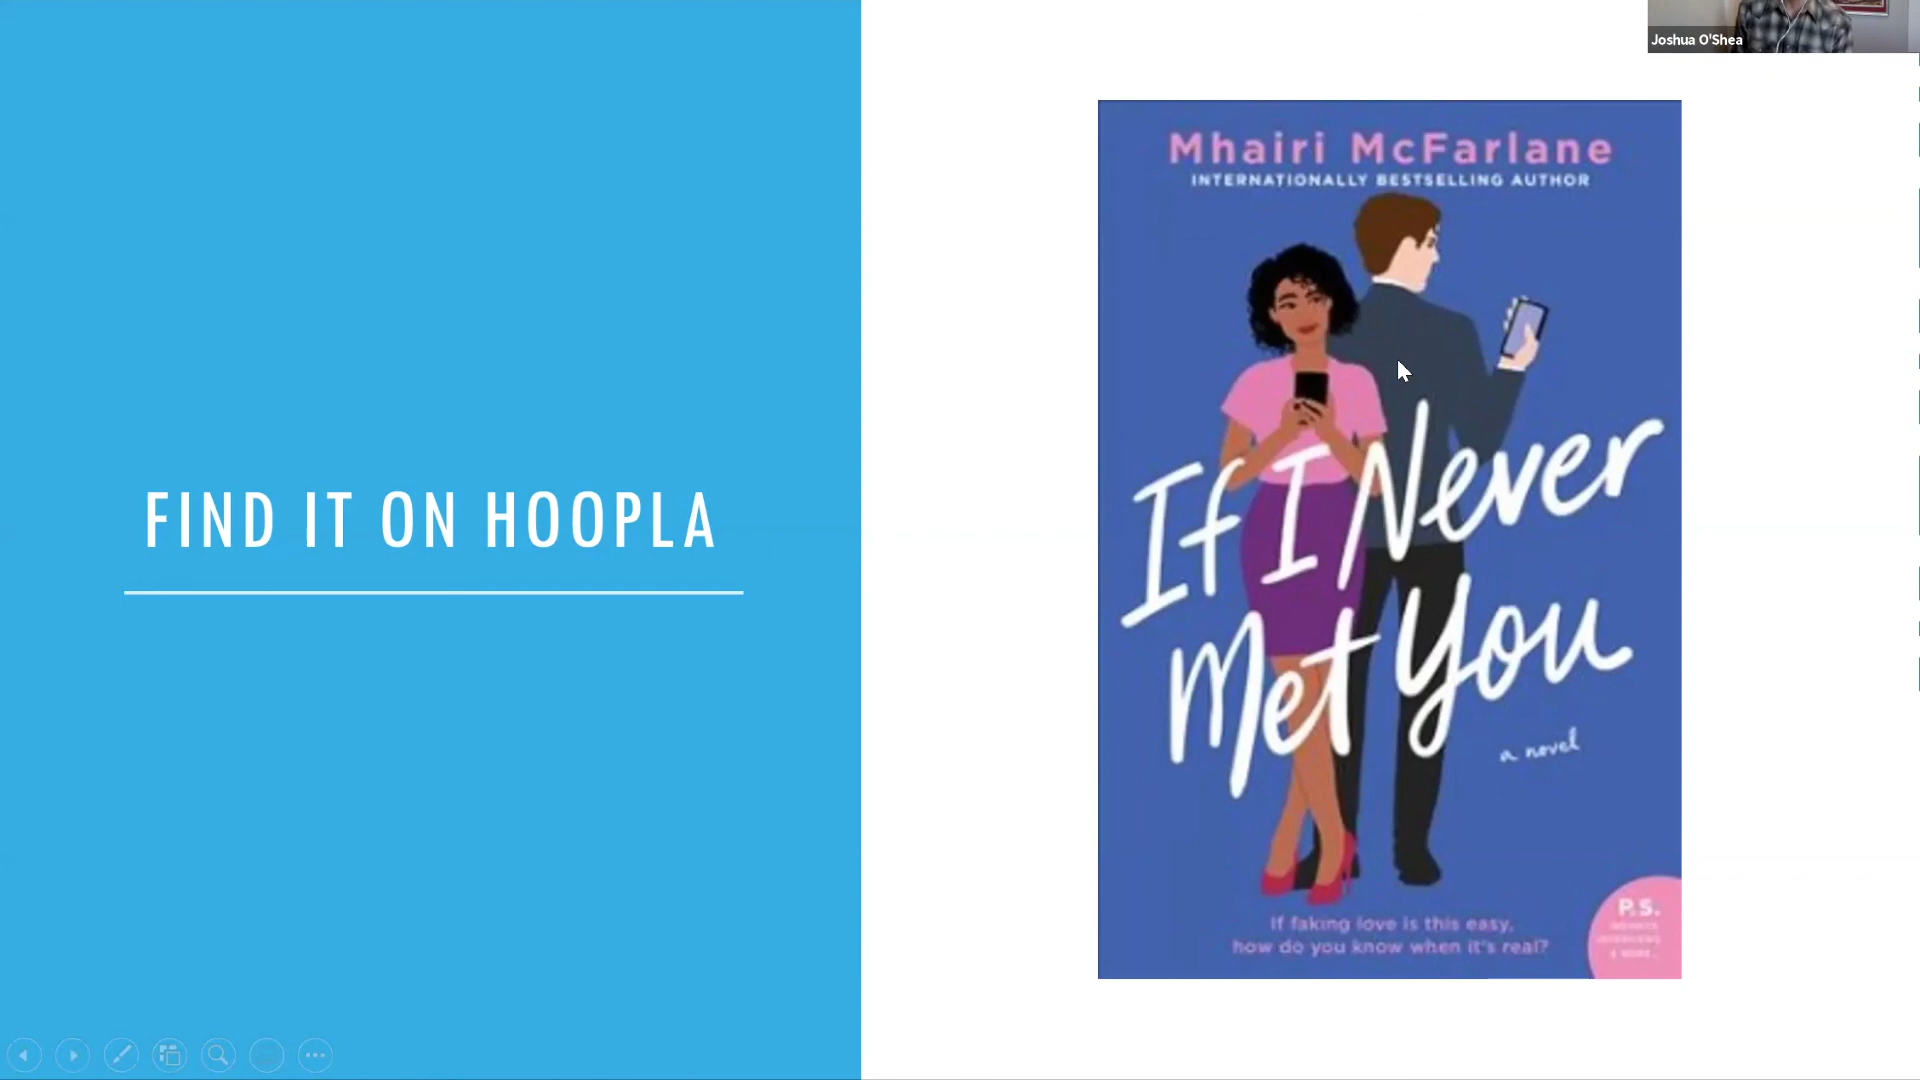 Joshua O'Shea
FIND IT ON HOOPLA
Mhairi McFarlane
INTERNATIONALLY BESTSELLING AUTHOR
If I Never
Met You
a novel
If faking love is this easy,
how do you know when it's real?
P.S.